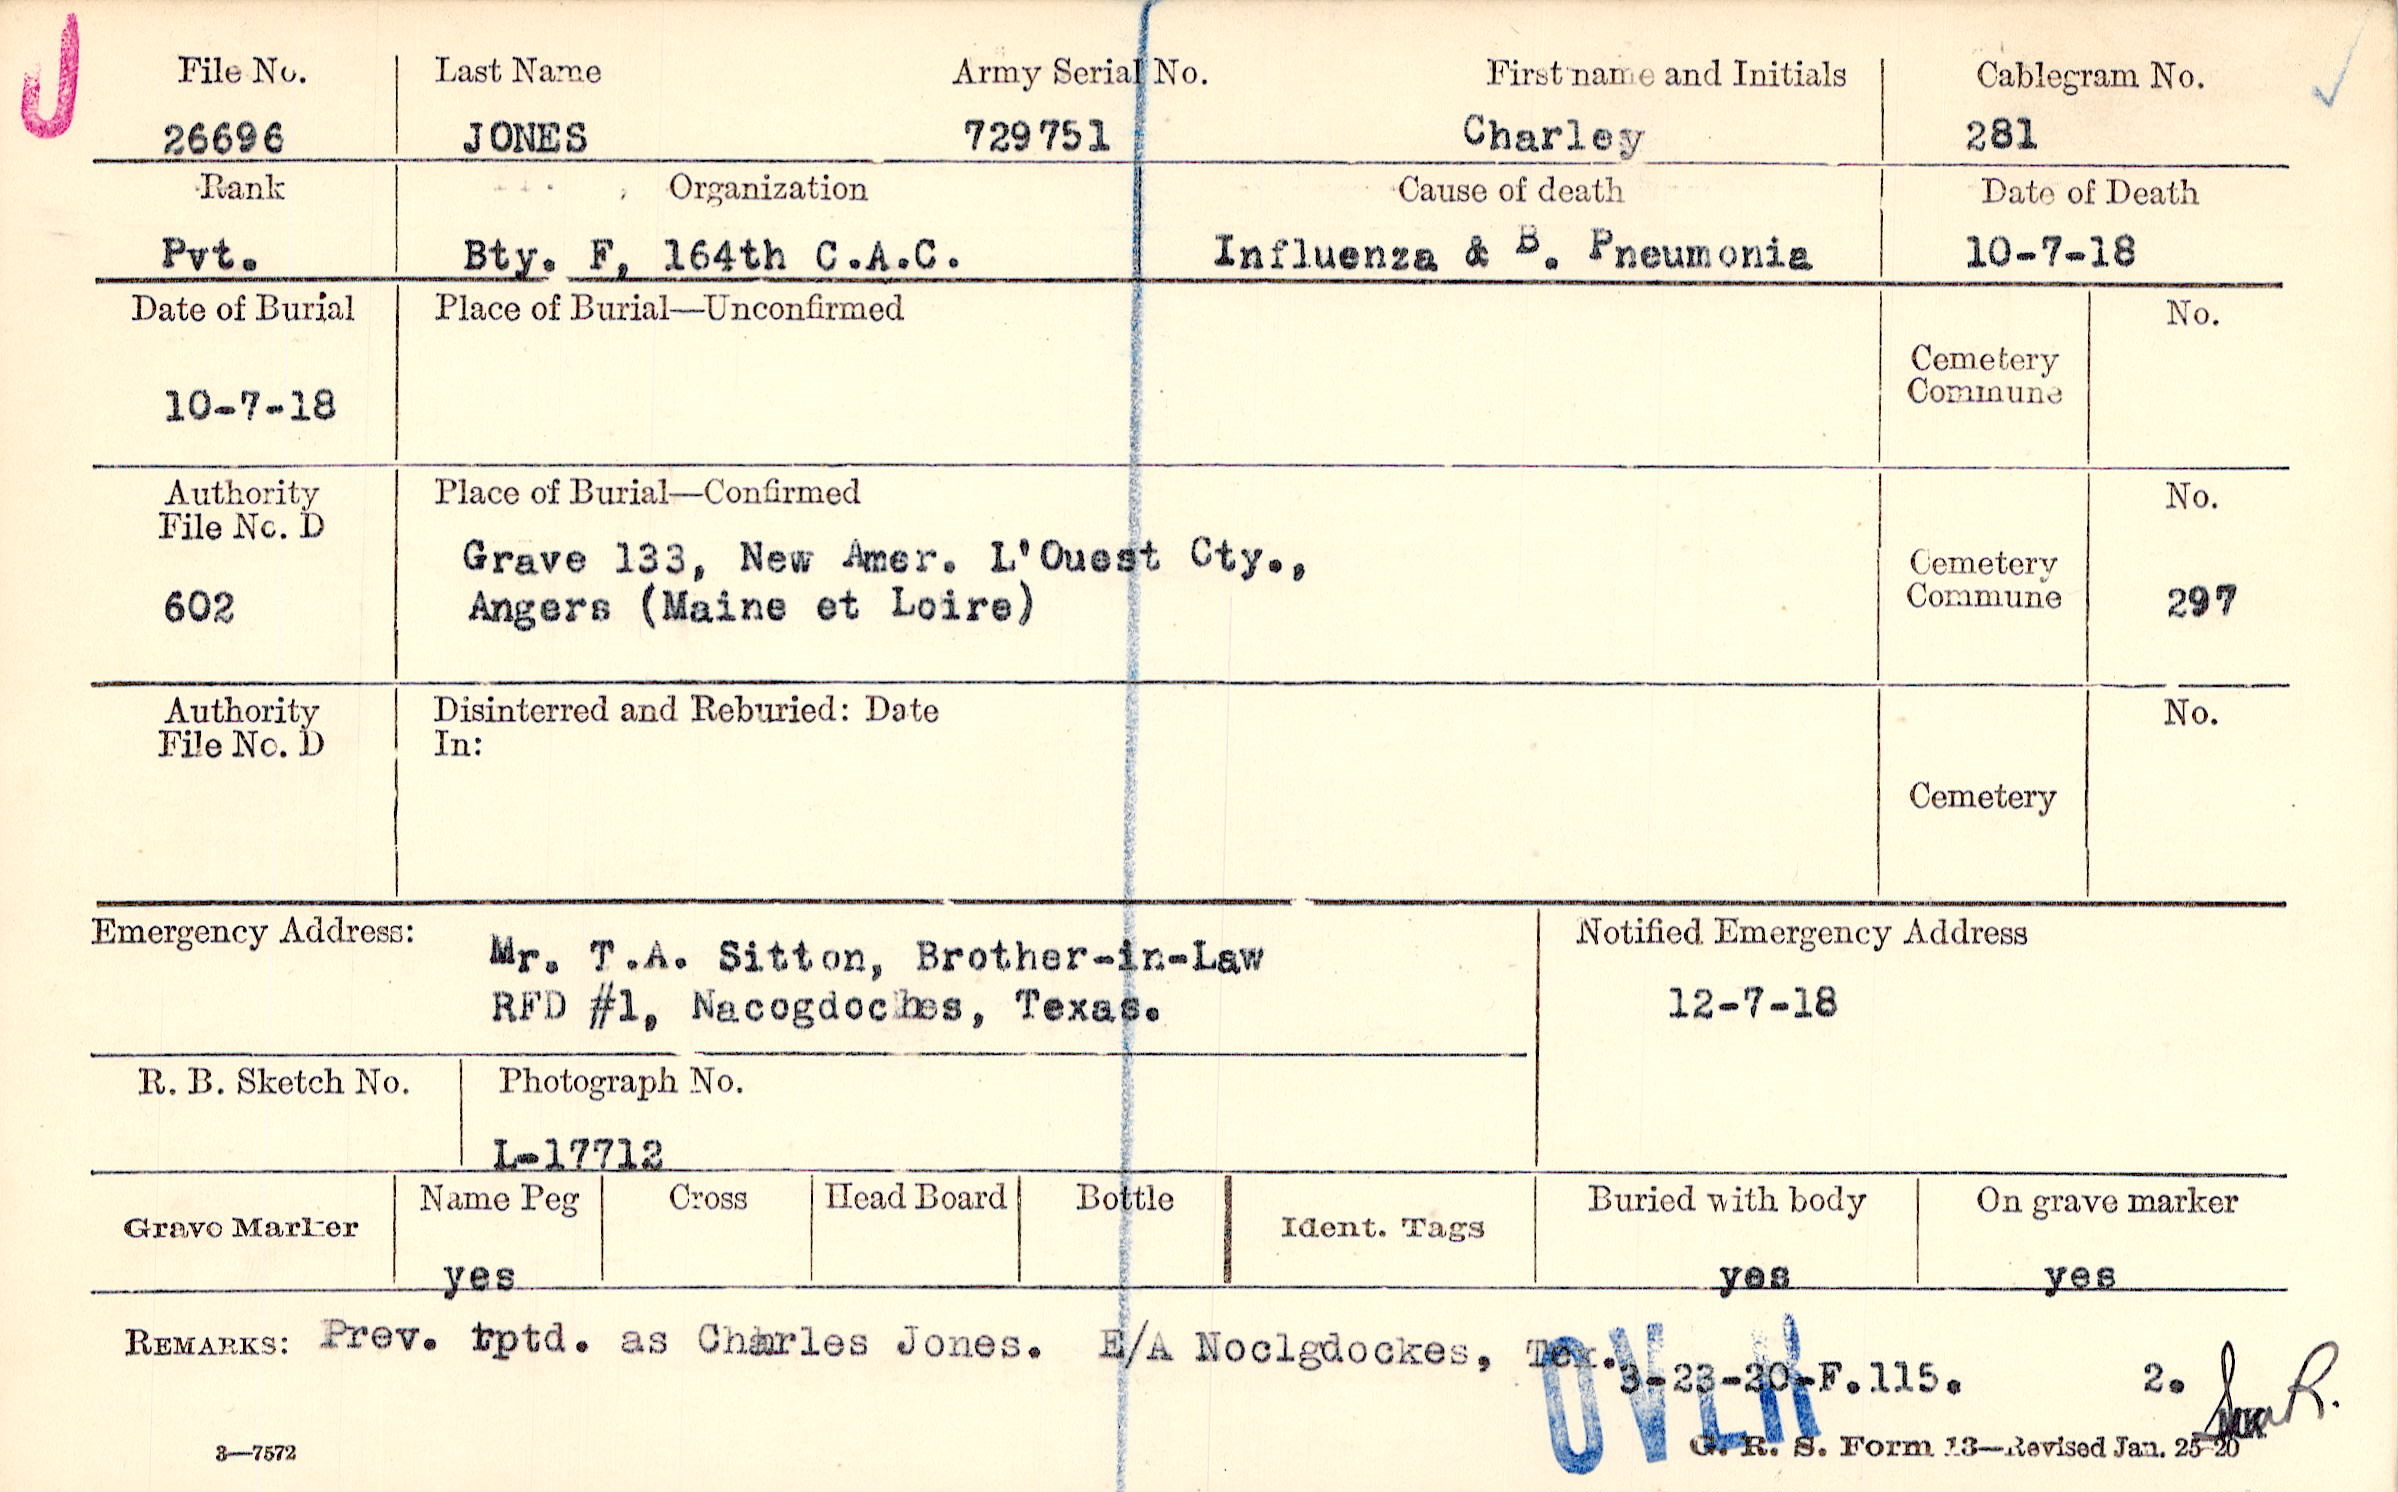 J
File No. Last Name Army Serial No. First name and Initials Cablegram No.
26696 JONES 729751 Charley 281
Rank Organization Cause of death Date of Death
Pvt. Bty. F, 164th C.A.C. Influenza & B. Pneumonia 10-7-18
Date of Burial Place of Burial—Unconfirmed No.
Cemetery
Commune
10-7-18
Authority Place of Burial—Confirmed No.
File No. D
Grave 133, New Amer. L'Ouest Cty., Cemetery
602 Angers (Maine et Loire) Commune 297
Authority Disinterred and Reburied: Date No.
File No. D In:
Cemetery
Emergency Address: Notified Emergency Address
Mr. T.A. Sitton, Brother-in-Law
RFD #1, Nacogdoches, Texas. 12-7-18
R. B. Sketch No. Photograph No.
L-17712
Name Peg Cross Head Board Bottle Buried with body On grave marker
Grave Marker Ident. Tags
yes yes yes
REMARKS: Prev. rptd. as Charles Jones. E/A Noclgdockes, Tex.
3-23-20-F.115. 2.
OVER
3—7572 G. R. S. Form 13—Revised Jan. 25-20